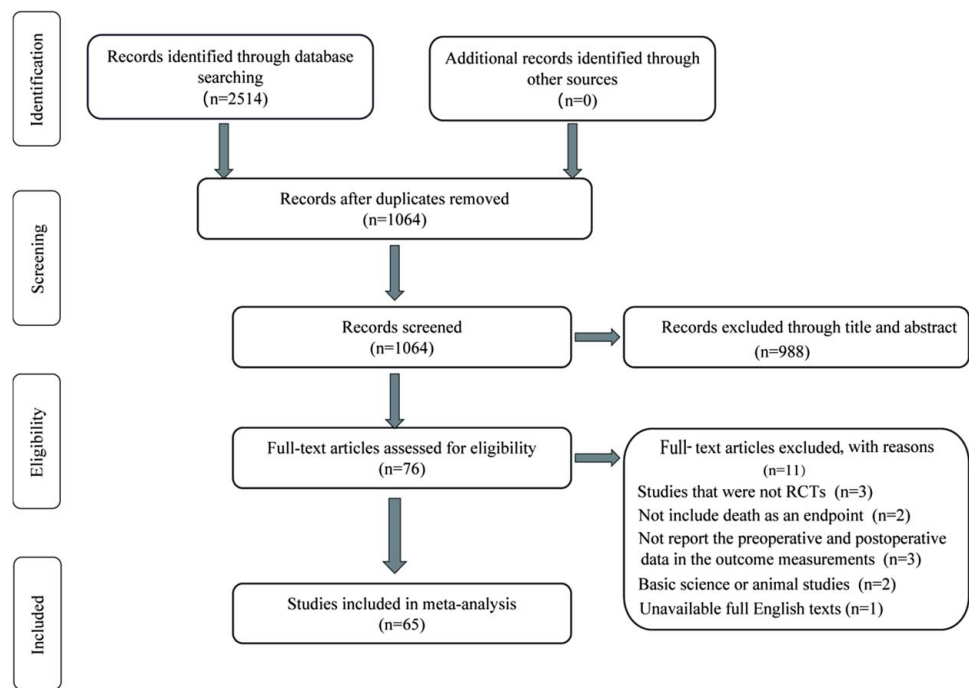 Identification
Records identified through database
searching
(n=2514)
Additional records identified through
other sources
(n=0)
Screening
Records after duplicates removed
(n=1064)
Records screened
(n=1064)
Records excluded through title and abstract
(n=988)
Eligibility
Full-text articles assessed for eligibility
(n=76)
Full-text articles excluded, with reasons
(n=11)
Studies that were not RCTs (n=3)
Not include death as an endpoint (n=2)
Not report the preoperative and postoperative
data in the outcome measurements (n=3)
Basic science or animal studies (n=2)
Unavailable full English texts (n=1)
Included
Studies included in meta-analysis
(n=65)